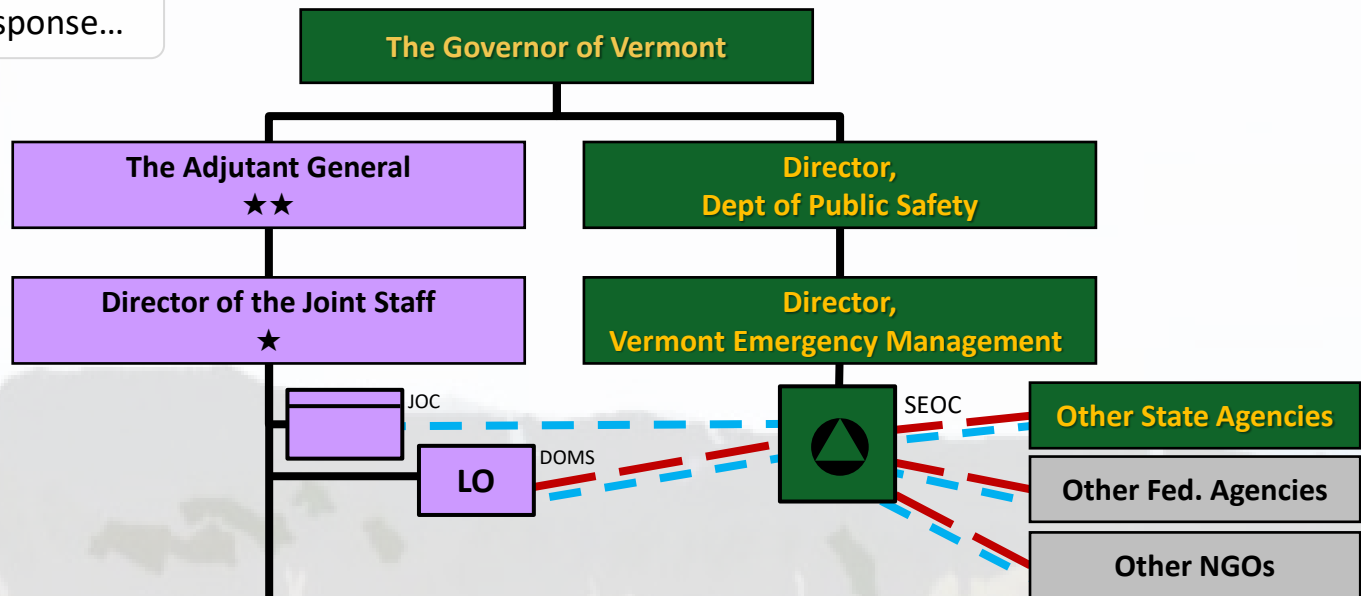 sponse...
The Governor of Vermont
The Adjutant General
★★
Director,
Dept of Public Safety
Director of the Joint Staff
★
Director,
Vermont Emergency Management
JOC
SEOC
Other State Agencies
DOMS
LO
Other Fed. Agencies
Other NGOs